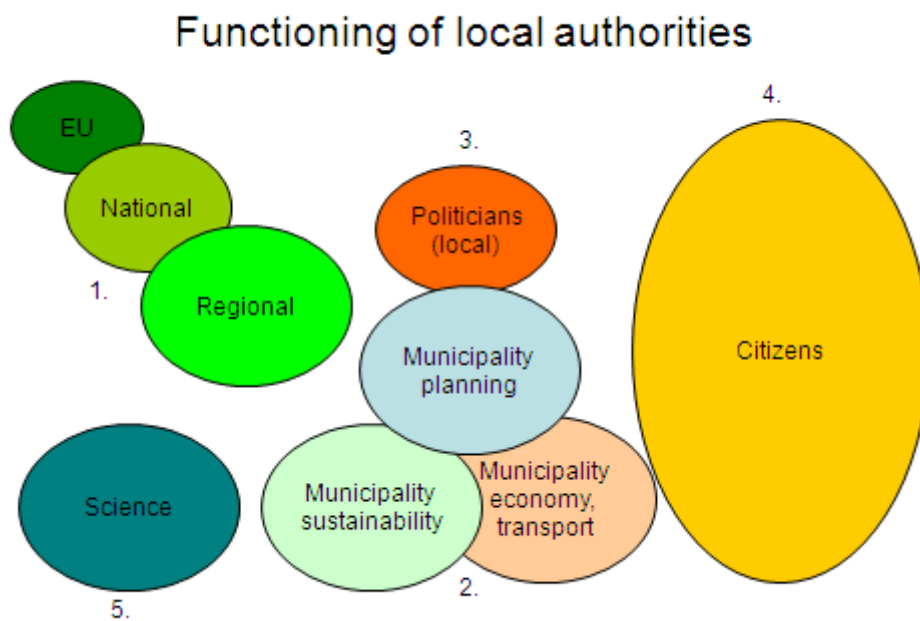 Functioning of local authorities
EU
National
1.
Regional
3.
Politicians
(local)
Municipality
planning
Municipality
sustainability
Municipality
economy,
transport
2.
4.
Citizens
Science
5.